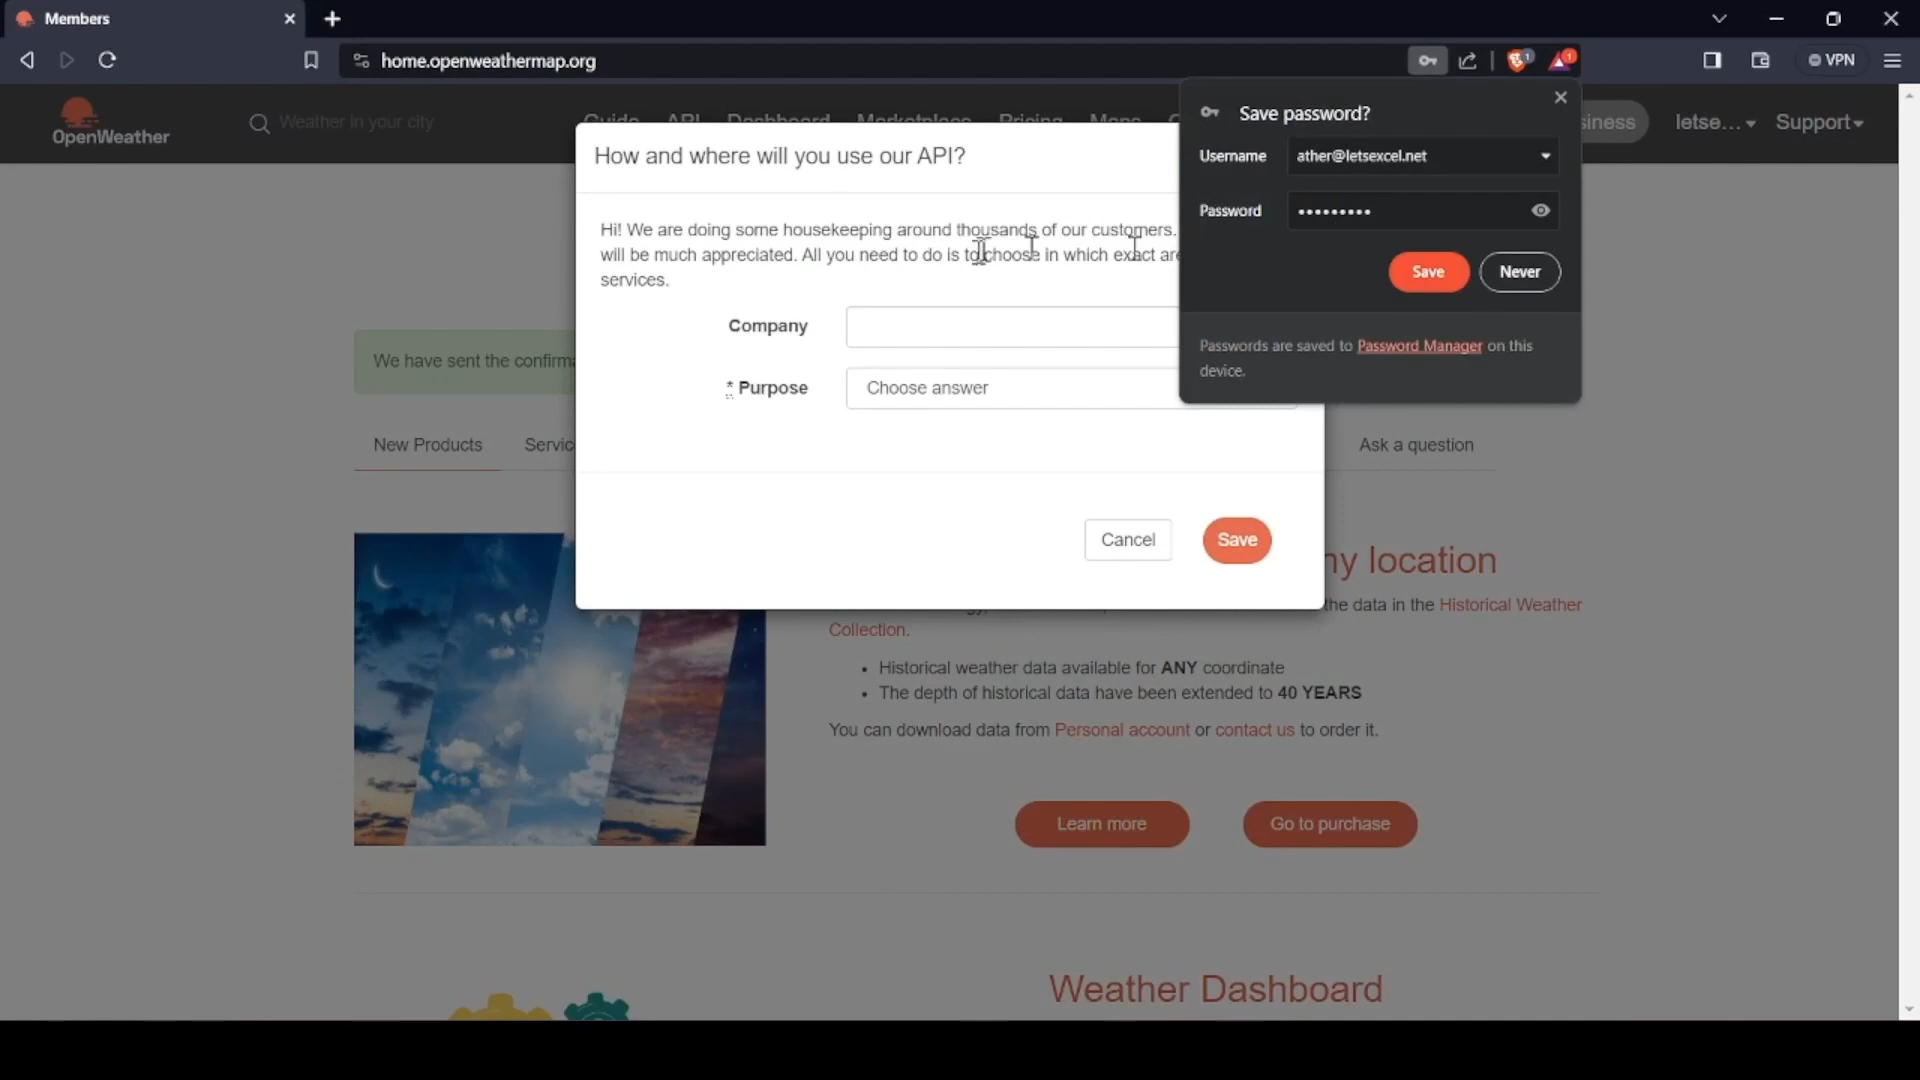 Members
home.openweathermap.org
1
1
VPN
OpenWeather
Weather in your city
Guide API Dashboard Marketplace Pricing Maps
siness
letse...
Support
How and where will you use our API?
Hi! We are doing some housekeeping around thousands of our customers.
will be much appreciated. All you need to do is to choose in which exact are
services.
Company
* Purpose
Choose answer
Cancel
Save
Save password?
Username
ather@letsexcel.net
Password
•••••••••
Save
Never
Passwords are saved to Password Manager on this
device.
We have sent the confirma
New Products
Servic
Ask a question
ny location
the data in the Historical Weather
Collection.
• Historical weather data available for ANY coordinate
• The depth of historical data have been extended to 40 YEARS
You can download data from Personal account or contact us to order it.
Learn more
Go to purchase
Weather Dashboard